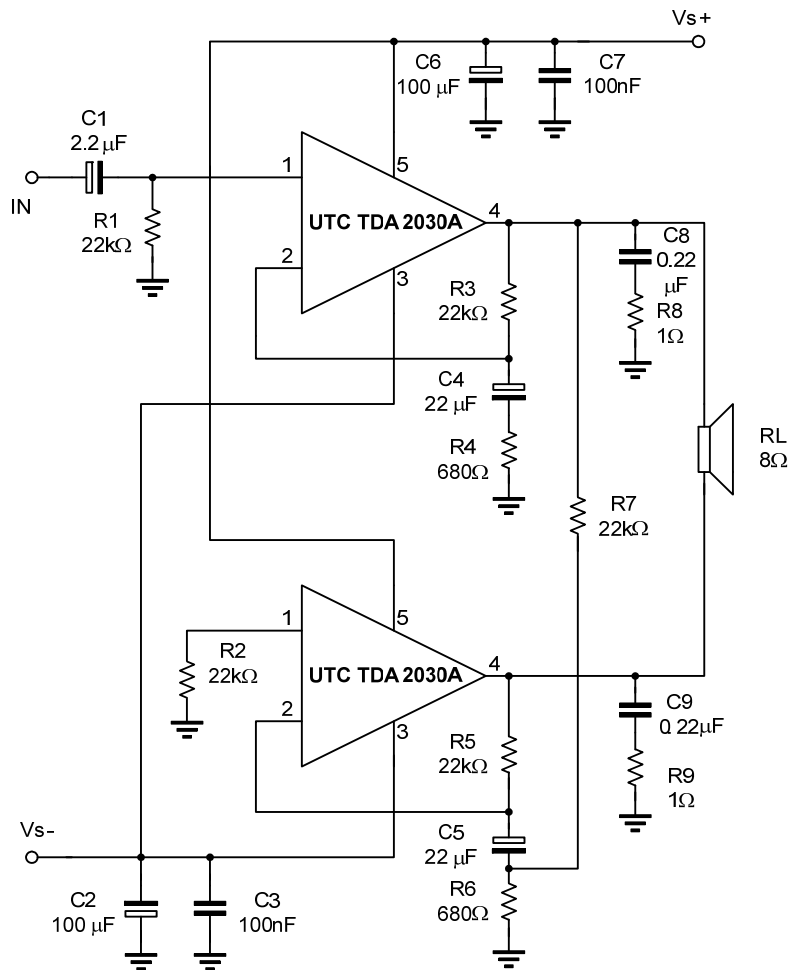 Vs+
C6
100 μF
C7
100nF
C1
2.2 μF
IN
R1
22kΩ
1
5
UTC TDA 2030A
4
2
3
R3
22kΩ
C8
0.22
μF
R8
1Ω
C4
22 μF
R4
680Ω
RL
8Ω
R7
22kΩ
R2
22kΩ
1
5
UTC TDA 2030A
4
2
3
R5
22kΩ
C9
0.22μF
R9
1Ω
Vs-
C5
22 μF
R6
680Ω
C2
100 μF
C3
100nF